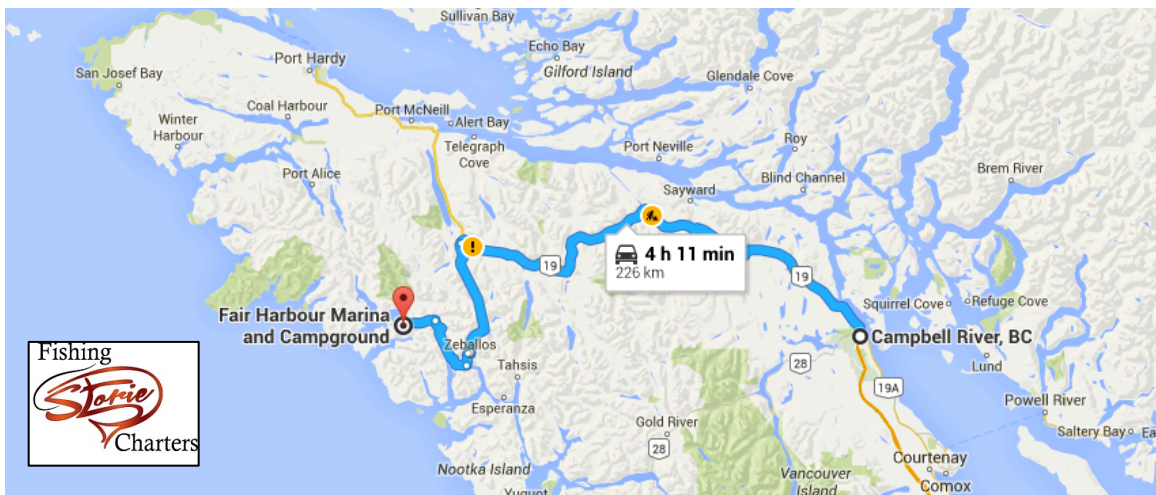 Sullivan Bay
Echo Bay
Port Hardy
San Josef Bay
Gilford Island
Glendale Cove
Coal Harbour
Port McNeill
Alert Bay
Winter
Harbour
Telegraph
Cove
Port Neville
Roy
Port Alice
Blind Channel
Brem River
Sayward
4 h 11 min
226 km
19
19
Fair Harbour Marina
and Campground
Squirrel Cove
Refuge Cove
Campbell River, BC
Zeballos
Tahsis
Lund
28
19A
Esperanza
Powell River
Gold River
28
Saltery Bay
Ea
Courtenay
Comox
Nootka Island
Vancouver
Island
Yuquot
Fishing
Storie
Charters